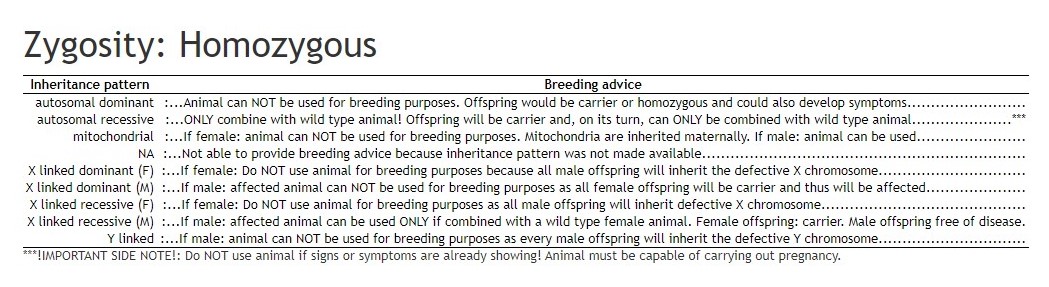 Zygosity: Homozygous
Inheritance pattern Breeding advice
autosomal dominant :...Animal can NOT be used for breeding purposes. Offspring would be carrier or homozygous and could also develop symptoms........................
autosomal recessive :...ONLY combine with wild type animal! Offspring will be carrier and, on its turn, can ONLY be combined with wild type animal....................***
mitochondrial :...If female: animal can NOT be used for breeding purposes. Mitochondria are inherited maternally. If male: animal can be used......................
NA :...Not able to provide breeding advice because inheritance pattern was not made available.................................................................
X linked dominant (F) :...If female: Do NOT use animal for breeding purposes because all male offspring will inherit the defective X chromosome.............................
X linked dominant (M) :...If male: affected animal can NOT be used for breeding purposes as all female offspring will be carrier and thus will be affected....................
X linked recessive (F) :...If female: Do NOT use animal for breeding purposes as all male offspring will inherit defective X chromosome.........................................
X linked recessive (M) :...If male: affected animal can be used ONLY if combined with a wild type female animal. Female offspring: carrier. Male offspring free of disease.
Y linked :...If male: animal can NOT be used for breeding purposes as every male offspring will inherit the defective Y chromosome.............................
***!IMPORTANT SIDE NOTE!: Do NOT use animal if signs or symptoms are already showing! Animal must be capable of carrying out pregnancy.